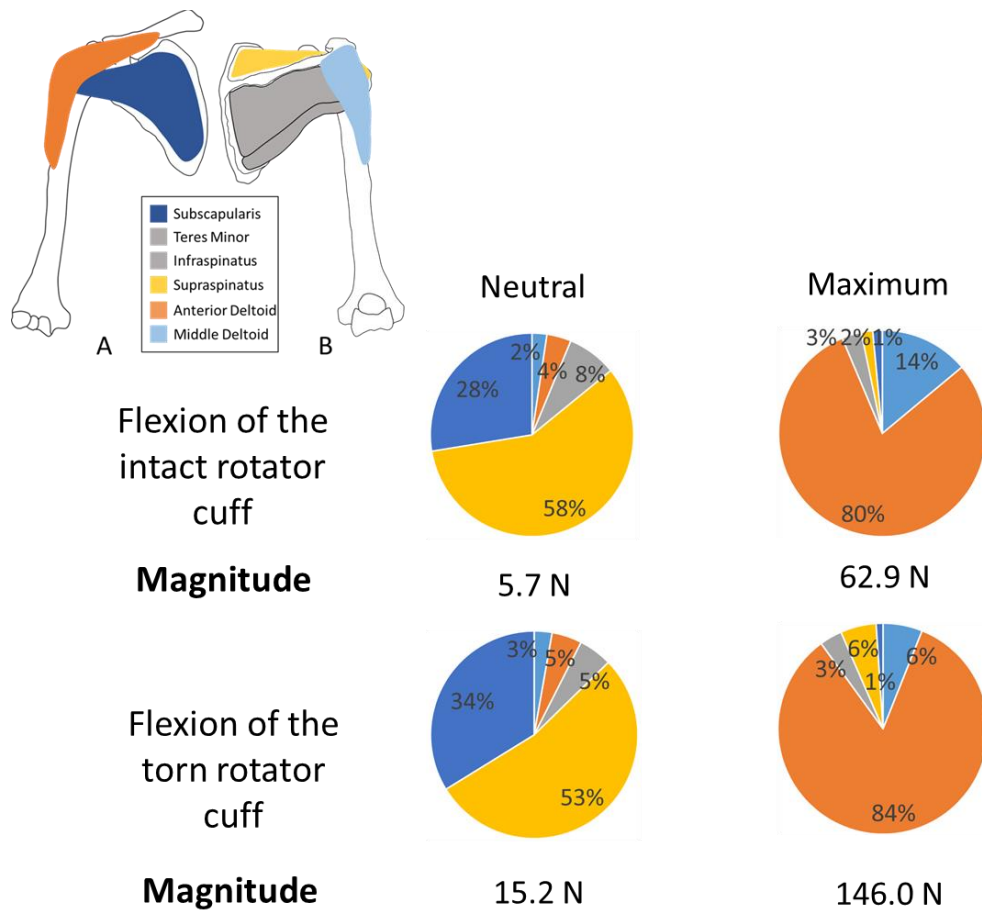 Subscapularis
Teres Minor
Infraspinatus
Supraspinatus
Anterior Deltoid
Middle Deltoid
A
B
Neutral
Maximum
Flexion of the
intact rotator
cuff
2%
4%
8%
28%
58%
3%
2%
1%
14%
80%
Magnitude
5.7 N
62.9 N
Flexion of the
torn rotator
cuff
3%
5%
5%
34%
53%
6%
3%
1%
6%
84%
Magnitude
15.2 N
146.0 N